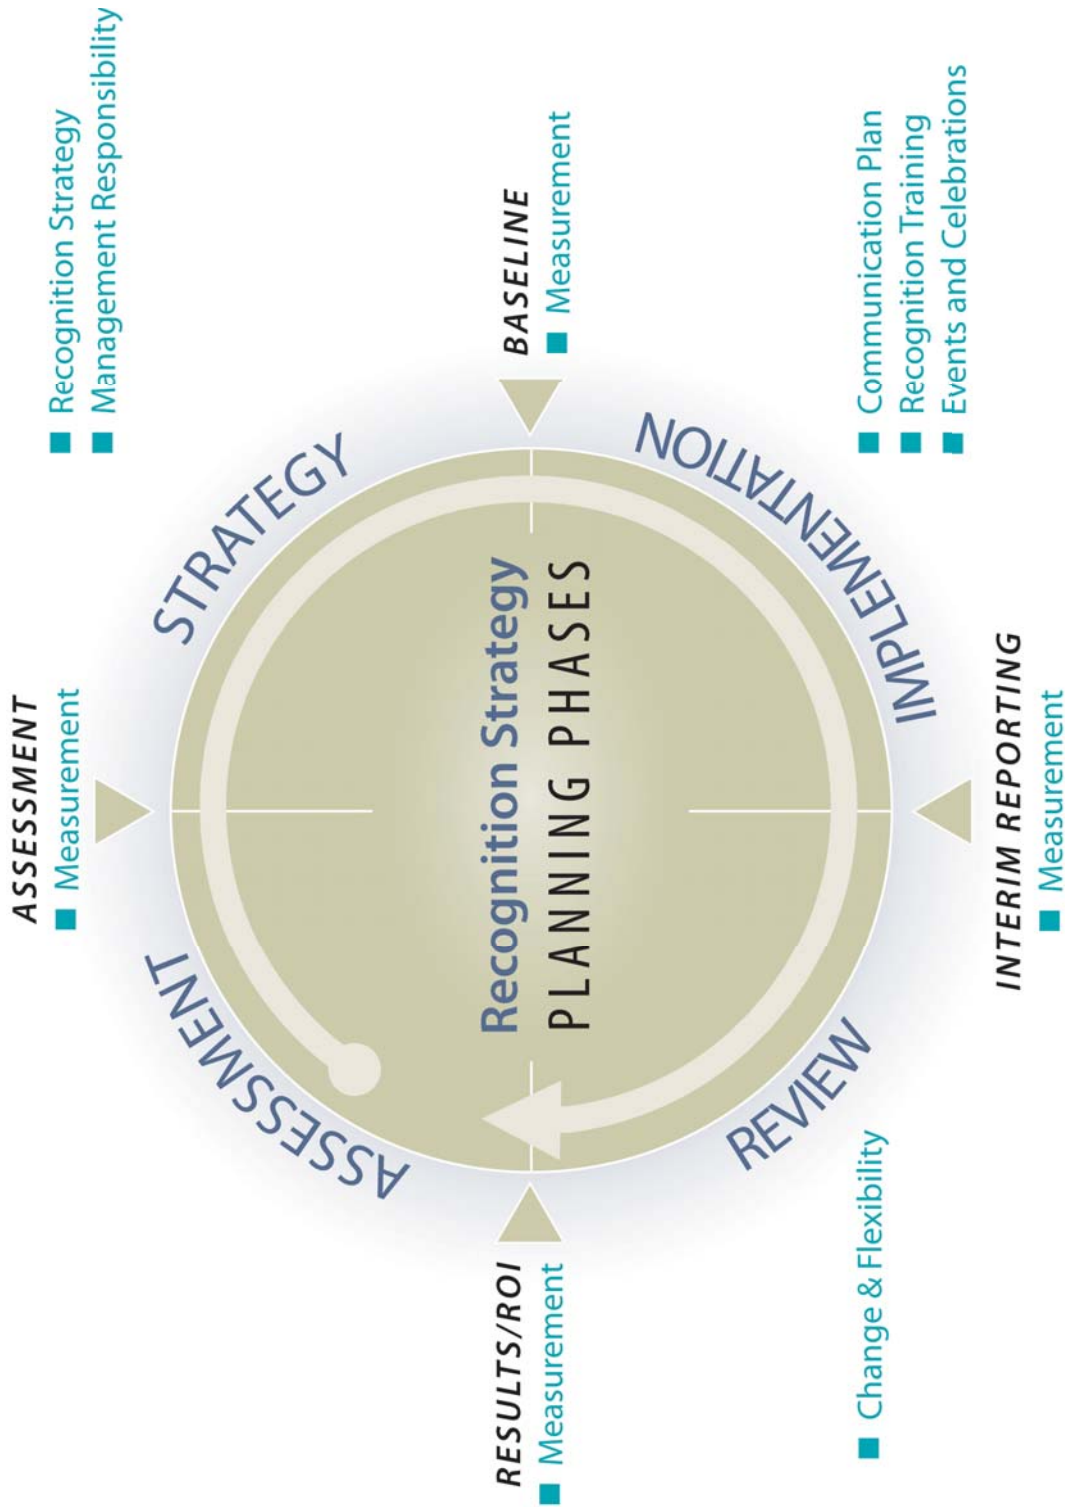 ASSESSMENT
■ Measurement
■ Recognition Strategy
■ Management Responsibility
ASSESSMENT
STRATEGY
RESULTS/ROI
■ Measurement
Recognition Strategy
PLANNING PHASES
BASELINE
■ Measurement
REVIEW
IMPLEMENTATION
■ Change & Flexibility
■ Communication Plan
■ Recognition Training
■ Events and Celebrations
INTERIM REPORTING
■ Measurement